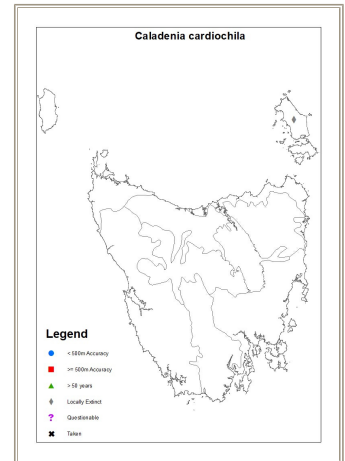 Caladenia cardiochila
Legend
< 500m Accuracy
>= 500m Accuracy
> 50 years
Locally Extinct
? Questionable
Taken